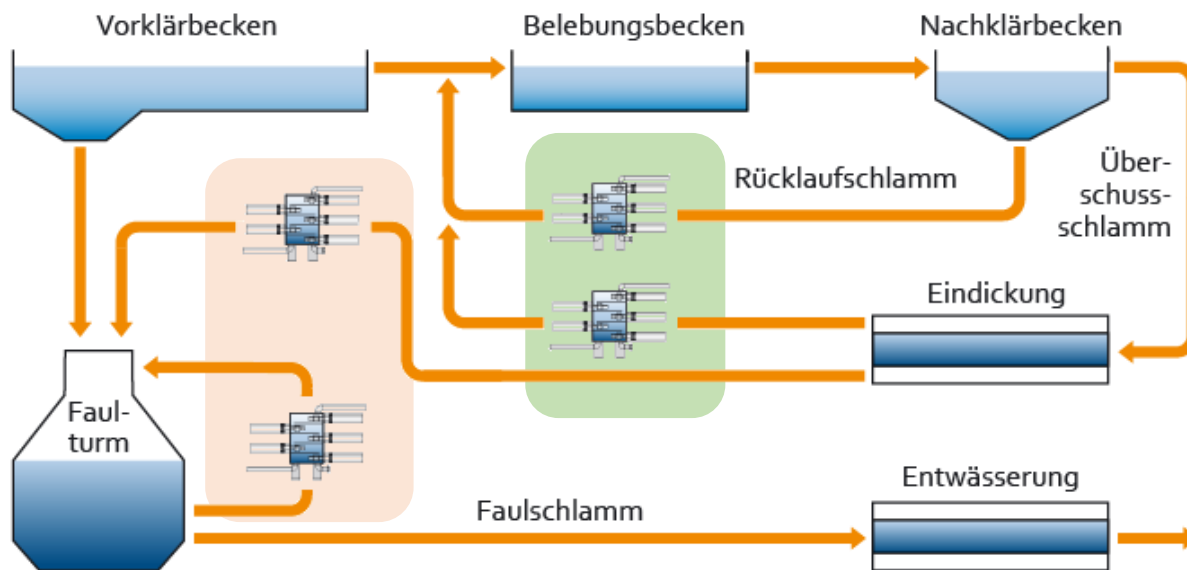 Vorklärbecken
Belebungsbecken
Nachklärbecken
Rücklaufschlamm
Über-
schuss-
schlamm
Eindickung
Faul-
turm
Entwässerung
Faulschlamm